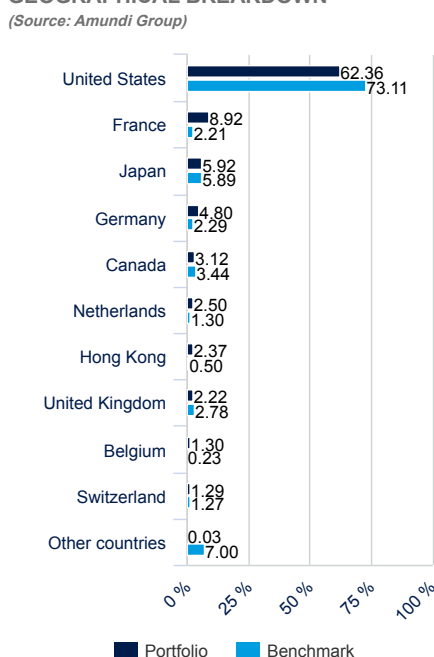 GEOGRAPHICAL BREAKDOWN
(Source: Amundi Group)
United States
62.36
73.11
France
8.92
2.21
Japan
5.92
5.89
Germany
4.80
2.29
Canada
3.12
3.44
Netherlands
2.50
1.30
Hong Kong
2.37
0.50
United Kingdom
2.22
2.78
Belgium
1.30
0.23
Switzerland
1.29
1.27
Other countries
0.03
7.00
0 % 25 % 50 % 75 % 100 %
Portfolio Benchmark